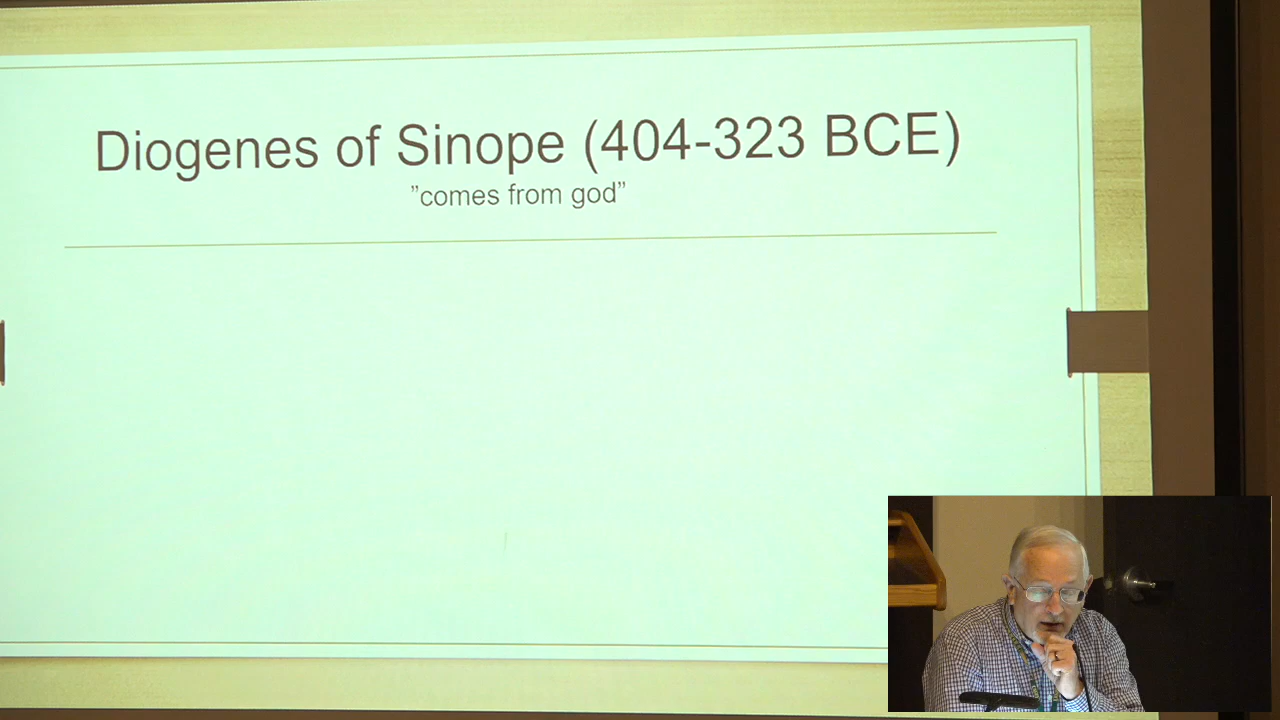 Diogenes of Sinope (404-323 BCE)
”comes from god”